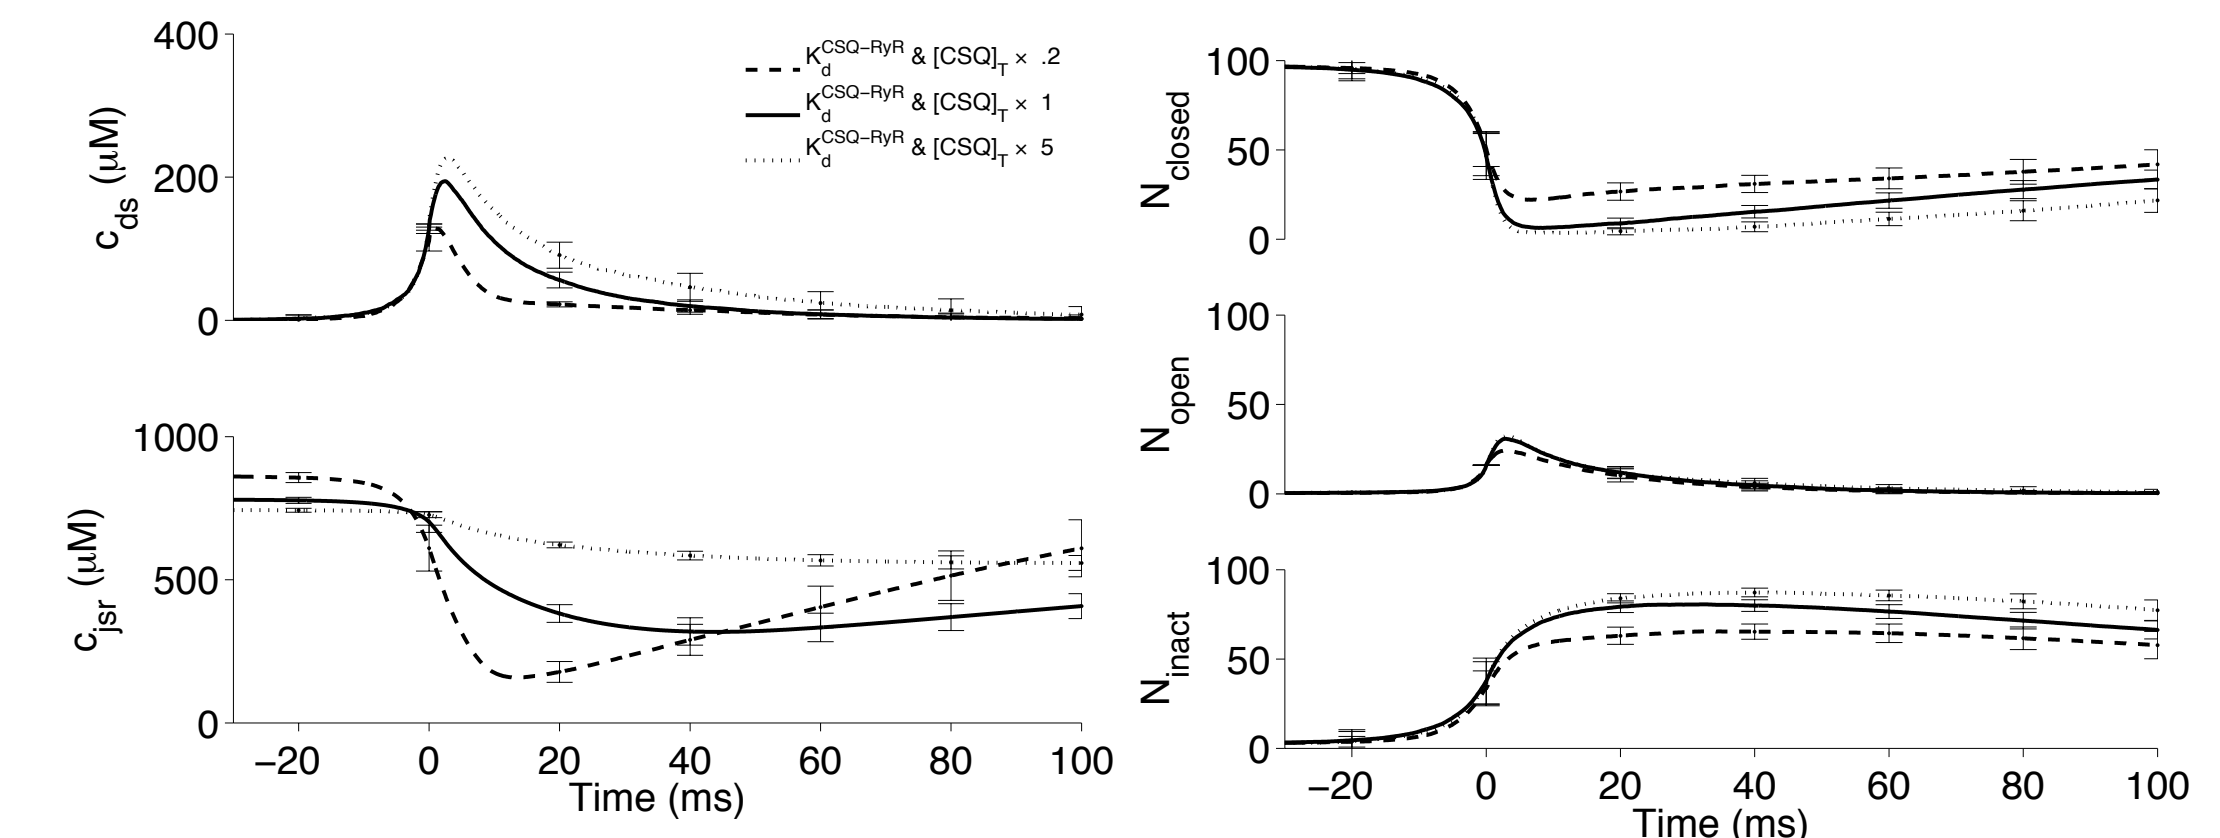 400
200
0
c_ds (μM)
K_d^CSQ−RyR & [CSQ]_T × .2
K_d^CSQ−RyR & [CSQ]_T × 1
K_d^CSQ−RyR & [CSQ]_T × 5
1000
500
0
c_jsr (μM)
−20 0 20 40 60 80 100
Time (ms)
100
50
0
N_closed
100
50
0
N_open
100
50
0
N_inact
−20 0 20 40 60 80 100
Time (ms)